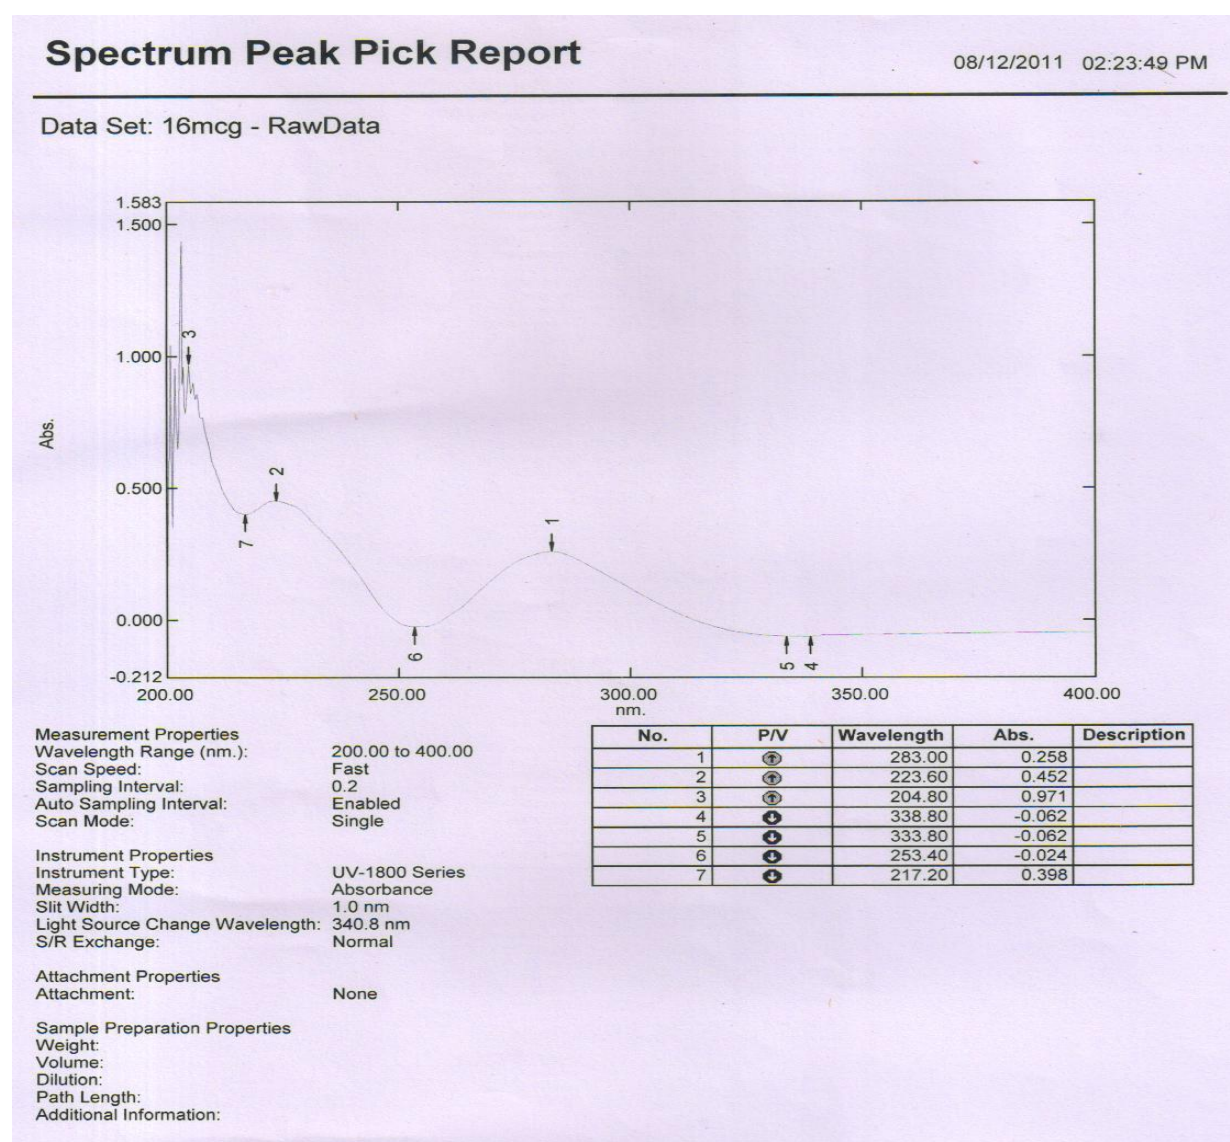 Spectrum Peak Pick Report
08/12/2011 02:23:49 PM
Data Set: 16mcg - RawData
1.583
1.500
1.000
0.500
0.000
-0.212
Abs.
3
2
7
1
6
5
4
200.00 250.00 300.00 350.00 400.00
nm.
Measurement Properties
Wavelength Range (nm.): 200.00 to 400.00
Scan Speed: Fast
Sampling Interval: 0.2
Auto Sampling Interval: Enabled
Scan Mode: Single
Instrument Properties
Instrument Type: UV-1800 Series
Measuring Mode: Absorbance
Slit Width: 1.0 nm
Light Source Change Wavelength: 340.8 nm
S/R Exchange: Normal
Attachment Properties
Attachment: None
Sample Preparation Properties
Weight:
Volume:
Dilution:
Path Length:
Additional Information:
No. P/V Wavelength Abs. Description
1 283.00 0.258
2 223.60 0.452
3 204.80 0.971
4 338.80 -0.062
5 333.80 -0.062
6 253.40 -0.024
7 217.20 0.398